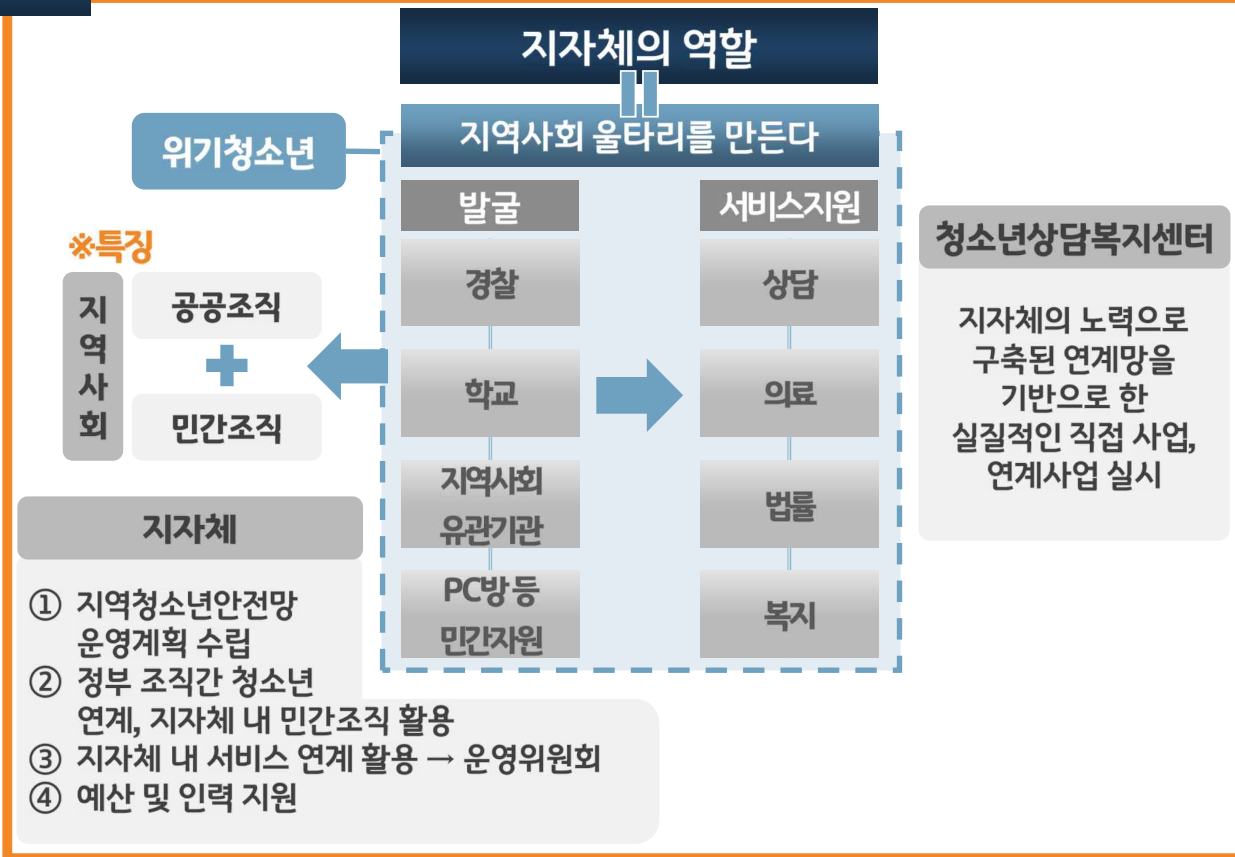 지자체의 역할
지역사회 울타리를 만든다
위기청소년
발굴
경찰
학교
지역사회
유관기관
PC방 등
민간자원
서비스지원
상담
의료
법률
복지
※특징
지
역
사
회
공공조직
민간조직
지자체
① 지역청소년안전망
운영계획 수립
② 정부 조직간 청소년
연계, 지자체 내 민간조직 활용
③ 지자체 내 서비스 연계 활용 → 운영위원회
④ 예산 및 인력 지원
청소년상담복지센터
지자체의 노력으로
구축된 연계망을
기반으로 한
실질적인 직접 사업,
연계사업 실시